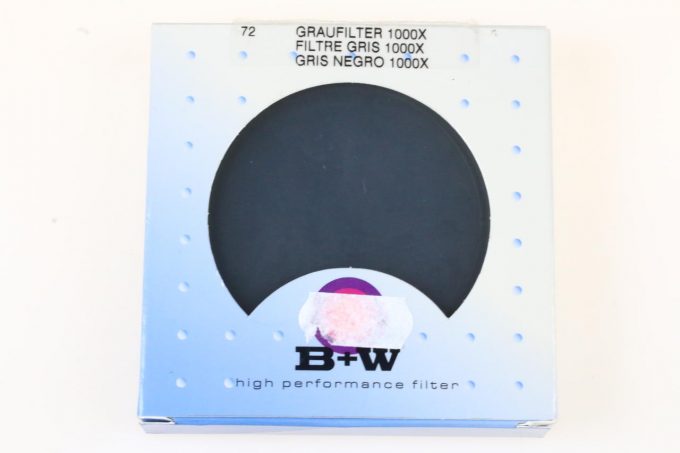 72 GRAUFILTER 1000X
FILTRE GRIS 1000X
GRIS NEGRO 1000X
B+W
high performance filter